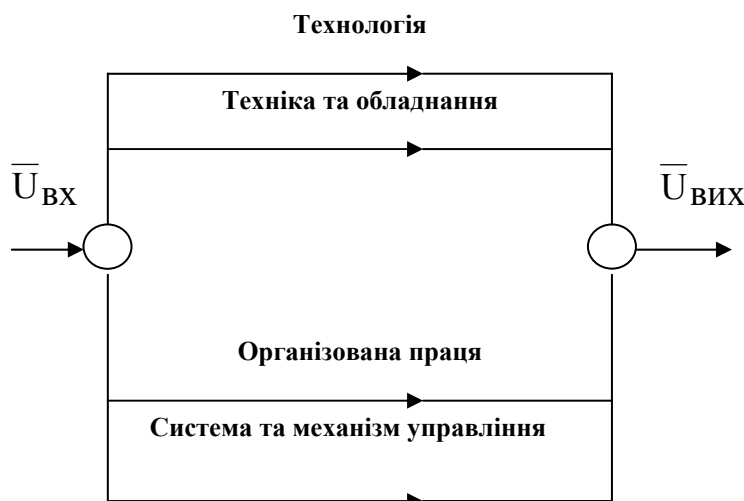 Технологія
Техніка та обладнання
U̅вх
U̅вих
Організована праця
Система та механізм управління